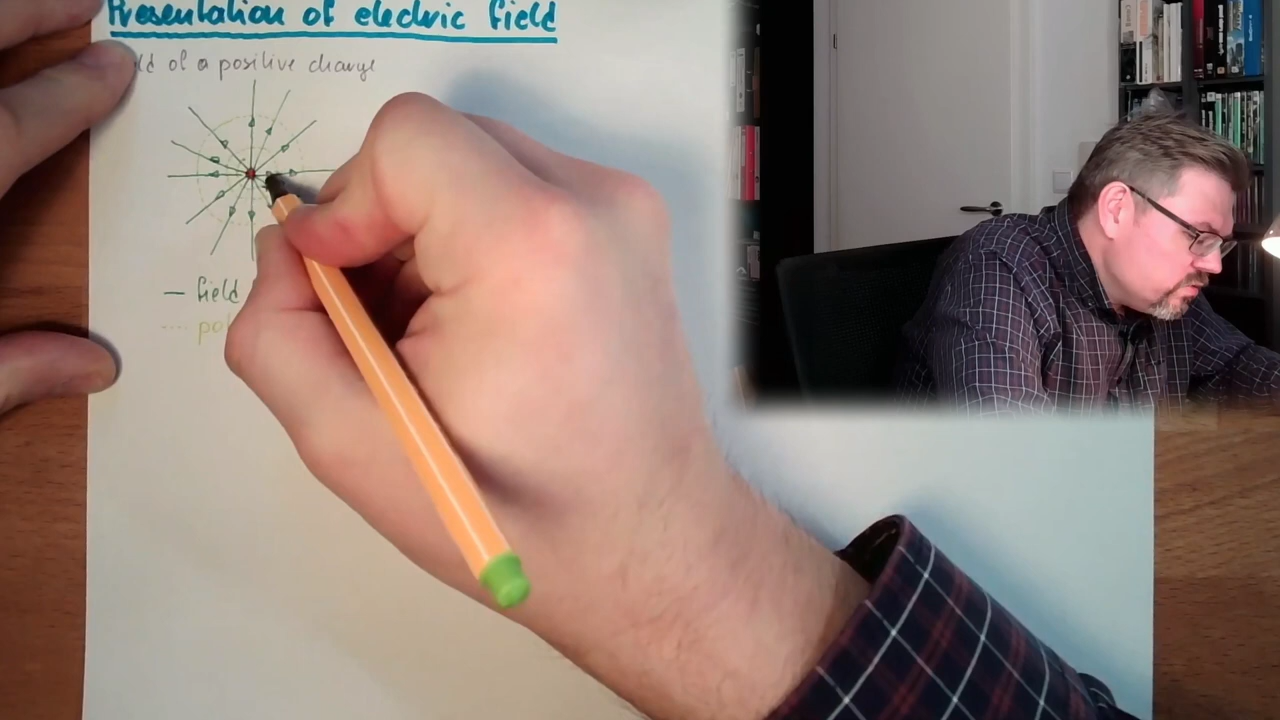 Presentation of electric field
of a positive charge
— field